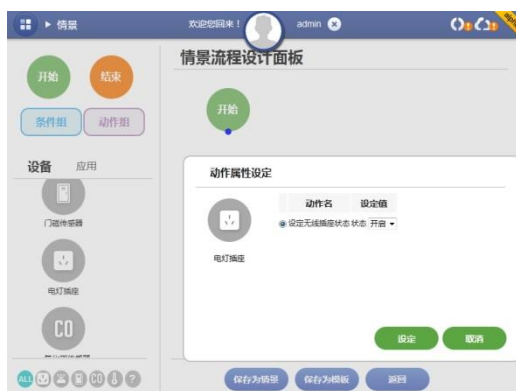 情景
欢迎您回来！
admin
alpha
情景流程设计面板
开始
结束
条件组
动作组
开始
设备
应用
门磁传感器
电灯插座
CO
动作属性设定
动作名 设定值
设定无线插座状态 状态 开启
电灯插座
设定
取消
ALL
CO
?
保存为情景
保存为模板
返回